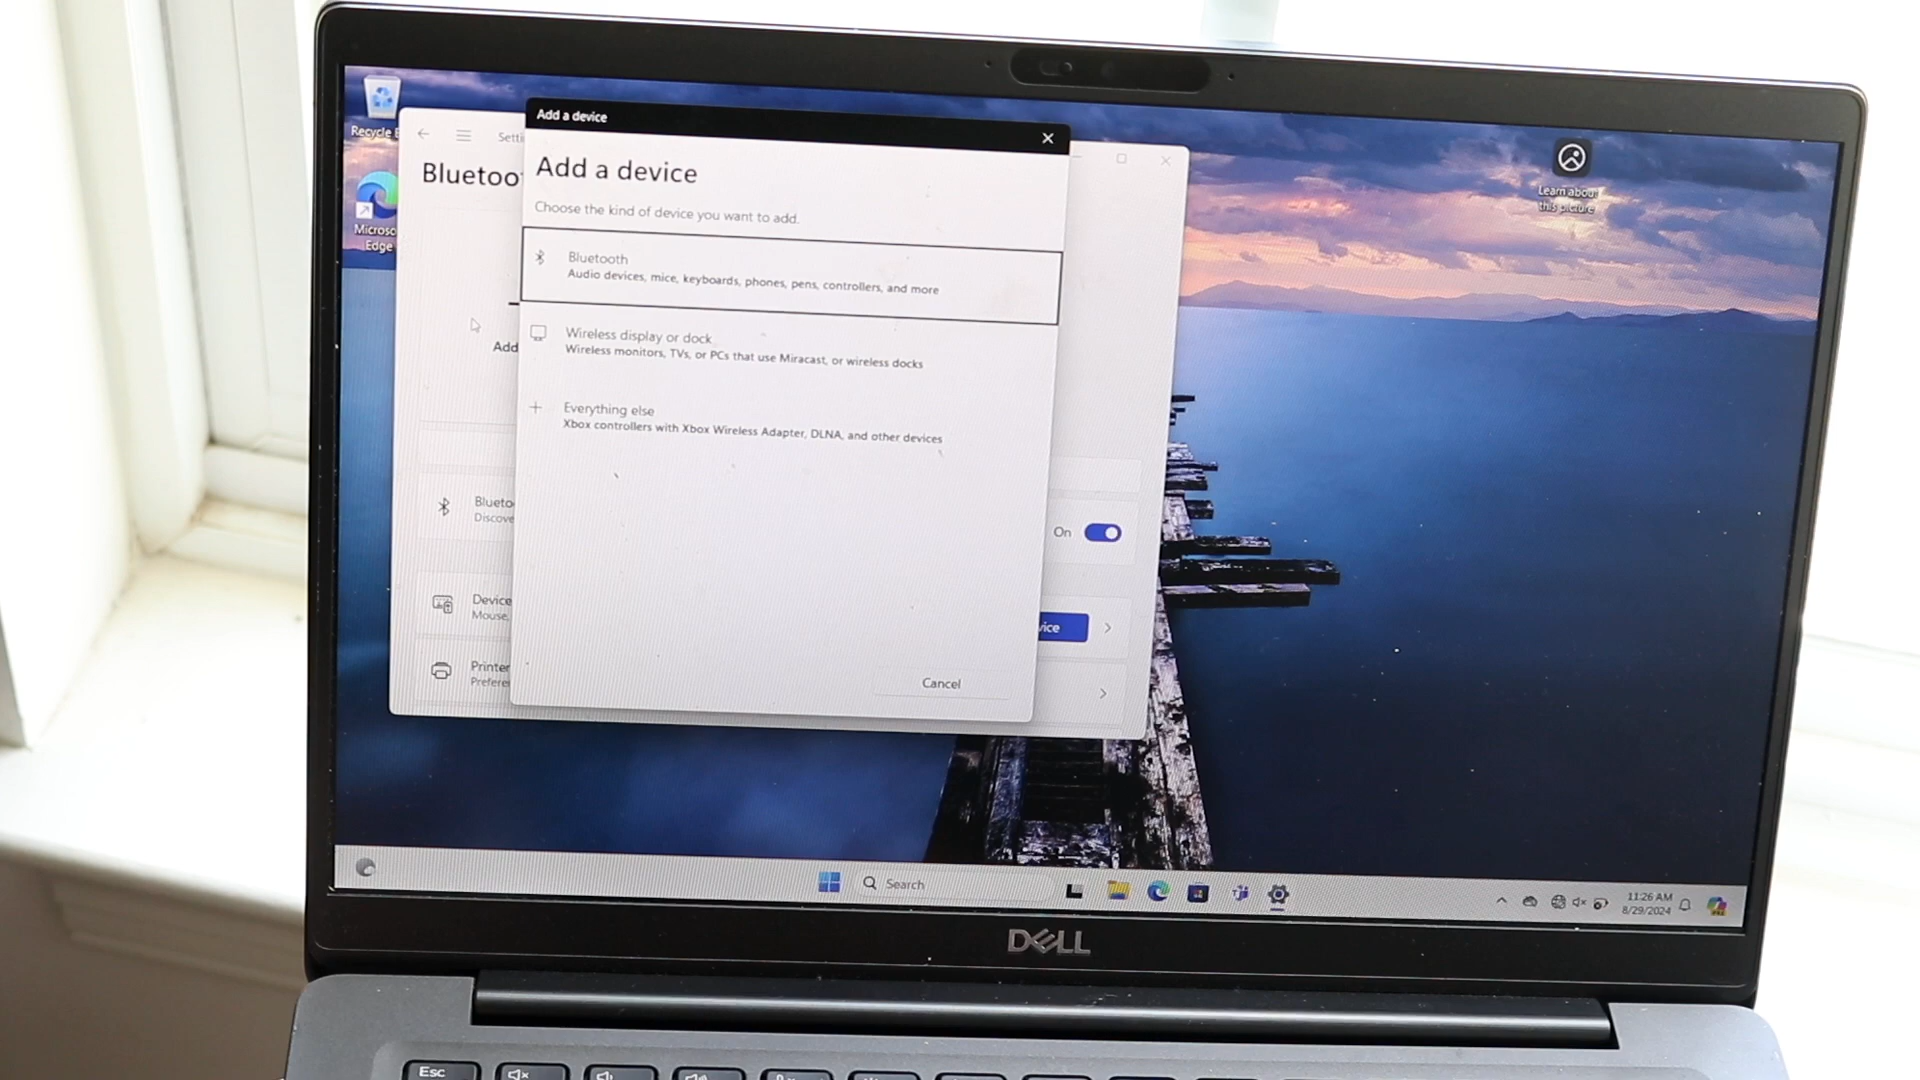 Recycle
Microso
Edge
Setti
Bluetoo
Add a device
Add a device
Choose the kind of device you want to add.
Bluetooth
Audio devices, mice, keyboards, phones, pens, controllers, and more
Wireless display or dock
Wireless monitors, TVs, or PCs that use Miracast, or wireless docks
Everything else
Xbox controllers with Xbox Wireless Adapter, DLNA, and other devices
Cancel
Add
Blueto
Discove
On
Device
Mouse,
vice
Printer
Prefere
Learn about
this picture
Search
11:26 AM
8/29/2024
DELL
Esc